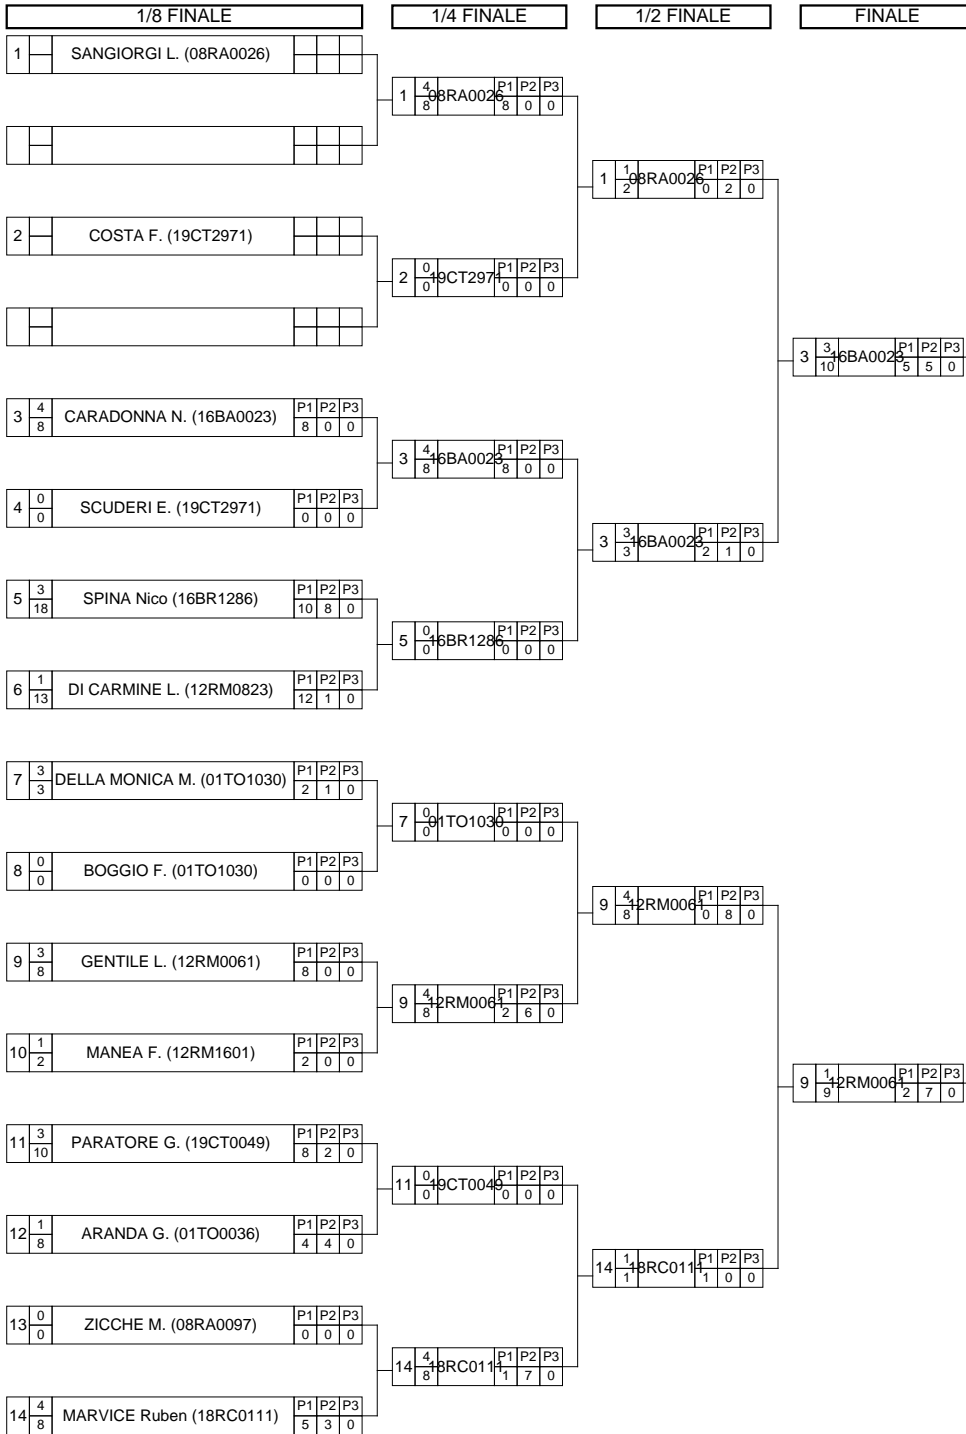 1/8 FINALE 1/4 FINALE 1/2 FINALE FINALE
1 SANGIORGI L. (08RA0026)
1 4 8 08RA0026 P1 P2 P3 8 0 0
1 1 2 08RA0026 P1 P2 P3 0 2 0
2 COSTA F. (19CT2971)
2 0 0 19CT2971 P1 P2 P3 0 0 0
3 3 10 16BA0023 P1 P2 P3 5 5 0
3 4 8 CARADONNA N. (16BA0023) P1 P2 P3 8 0 0
3 4 8 16BA0023 P1 P2 P3 8 0 0
4 0 0 SCUDERI E. (19CT2971) P1 P2 P3 0 0 0
3 3 3 16BA0023 P1 P2 P3 2 1 0
5 3 18 SPINA Nico (16BR1286) P1 P2 P3 10 8 0
5 0 0 16BR1286 P1 P2 P3 0 0 0
6 1 13 DI CARMINE L. (12RM0823) P1 P2 P3 12 1 0
7 3 3 DELLA MONICA M. (01TO1030) P1 P2 P3 2 1 0
7 0 0 01TO1030 P1 P2 P3 0 0 0
8 0 0 BOGGIO F. (01TO1030) P1 P2 P3 0 0 0
9 4 8 12RM0061 P1 P2 P3 0 8 0
9 3 8 GENTILE L. (12RM0061) P1 P2 P3 8 0 0
9 4 8 12RM0061 P1 P2 P3 2 6 0
10 1 2 MANEA F. (12RM1601) P1 P2 P3 2 0 0
9 1 9 12RM0061 P1 P2 P3 2 7 0
11 3 10 PARATORE G. (19CT0049) P1 P2 P3 8 2 0
11 0 0 19CT0049 P1 P2 P3 0 0 0
12 1 8 ARANDA G. (01TO0036) P1 P2 P3 4 4 0
14 1 1 18RC0111 P1 P2 P3 1 0 0
13 0 0 ZICCHE M. (08RA0097) P1 P2 P3 0 0 0
14 4 8 18RC0111 P1 P2 P3 1 7 0
14 4 8 MARVICE Ruben (18RC0111) P1 P2 P3 5 3 0